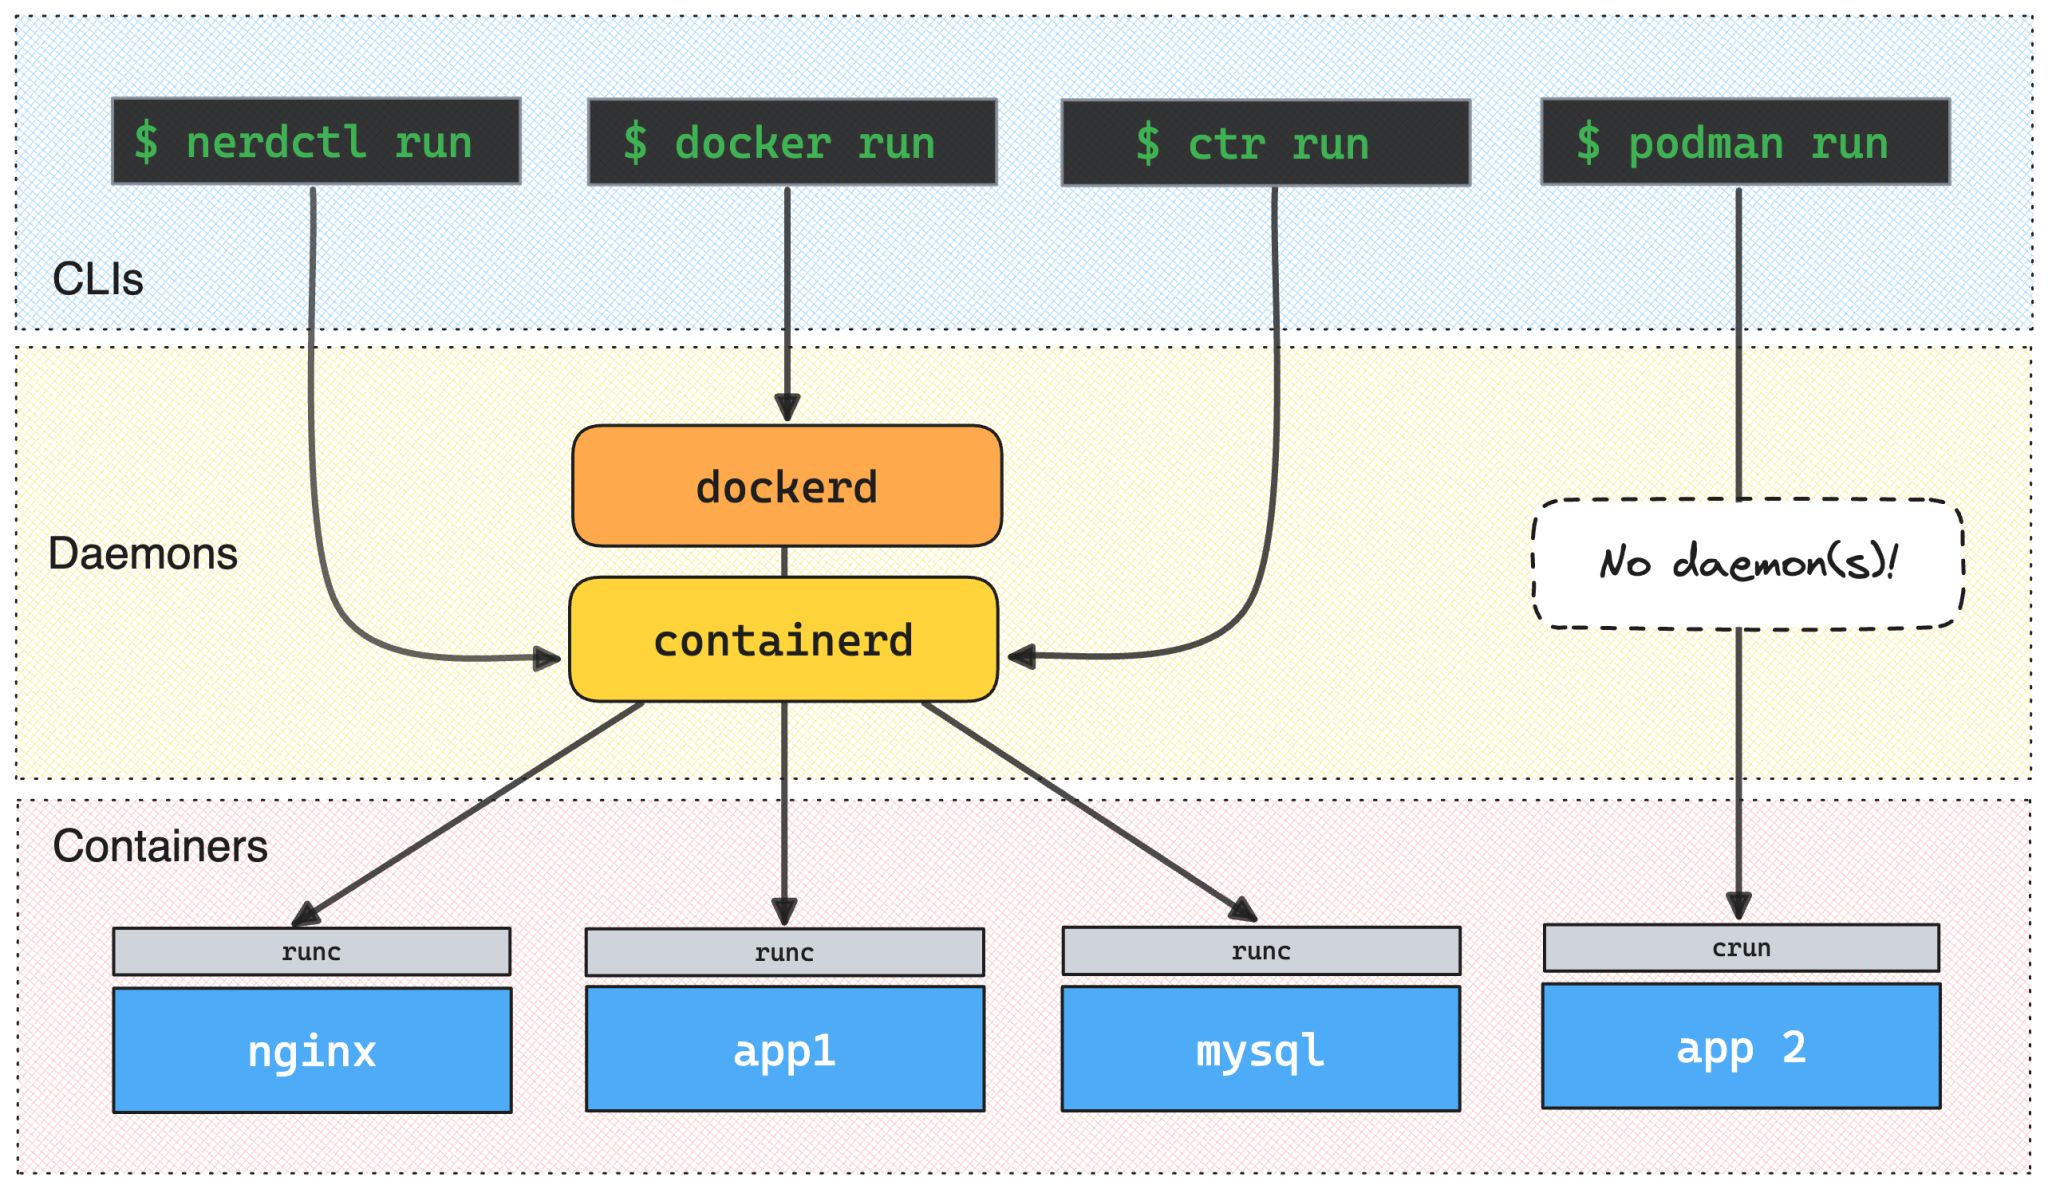 $ nerdctl run
$ docker run
$ ctr run
$ podman run
CLIs
dockerd
Daemons
No daemon(s)!
containerd
Containers
runc
runc
runc
crun
nginx
app1
mysql
app 2